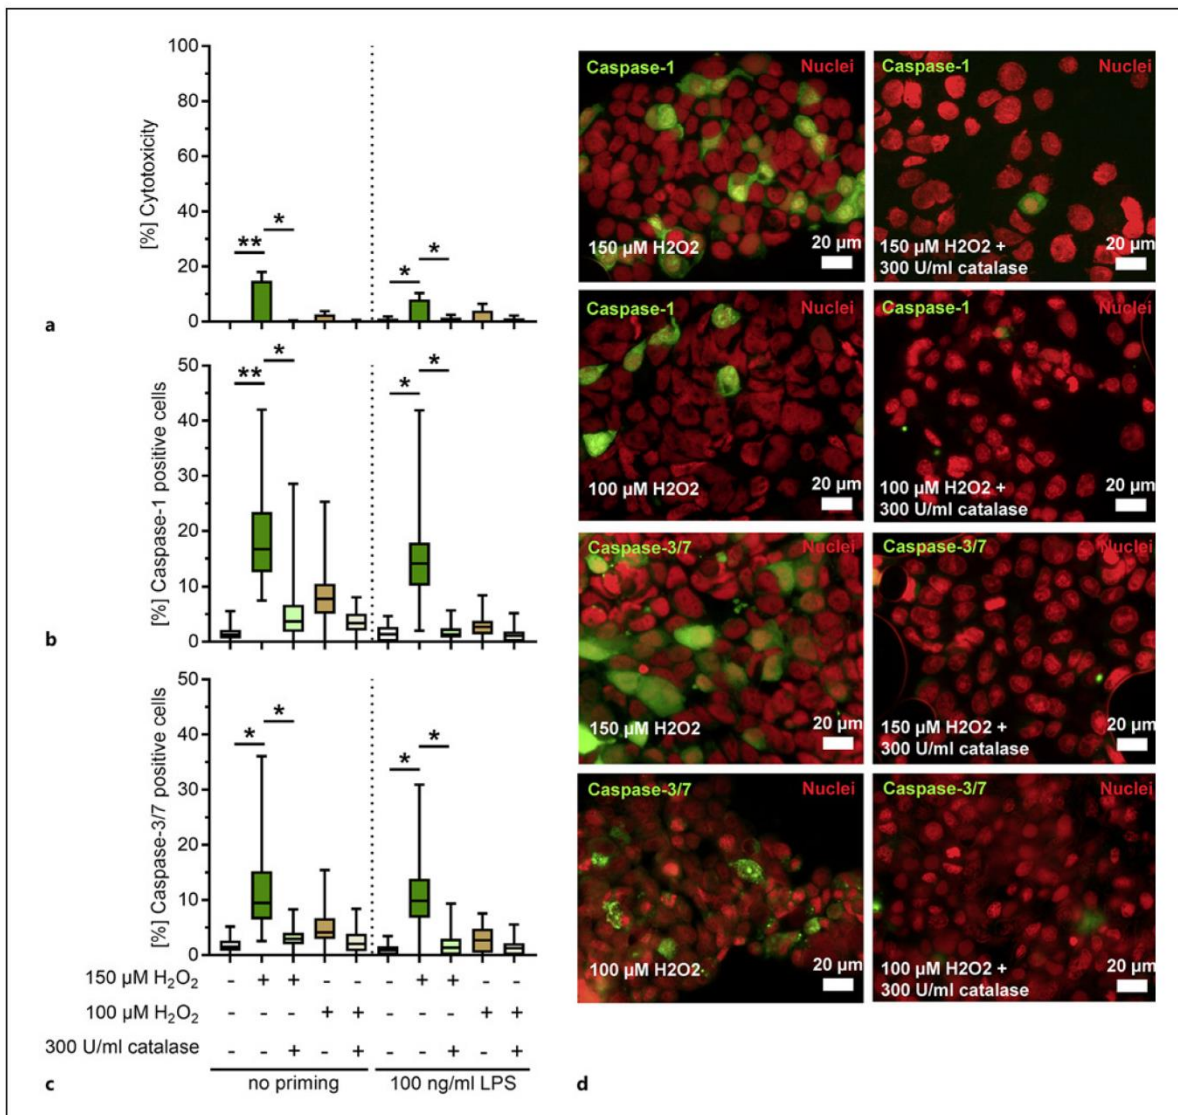 100
80
60
40
20
0
[%] Cytotoxicity
**
*
*
*
a
50
40
30
20
10
0
[%] Caspase-1 positive cells
**
*
*
*
b
50
40
30
20
10
0
[%] Caspase-3/7 positive cells
*
*
*
*
150 µM H2O2 - + + - - - + + - -
100 µM H2O2 - - - + + - - - + +
300 U/ml catalase - - + - + - - + - +
no priming 100 ng/ml LPS
c
Caspase-1 Nuclei
150 µM H2O2 20 µm
Caspase-1 Nuclei
150 µM H2O2 +
300 U/ml catalase 20 µm
Caspase-1 Nuclei
100 µM H2O2 20 µm
Caspase-1 Nuclei
100 µM H2O2 +
300 U/ml catalase 20 µm
Caspase-3/7 Nuclei
150 µM H2O2 20 µm
Caspase-3/7 Nuclei
150 µM H2O2 +
300 U/ml catalase 20 µm
Caspase-3/7 Nuclei
100 µM H2O2 20 µm
Caspase-3/7 Nuclei
100 µM H2O2 +
300 U/ml catalase 20 µm
d